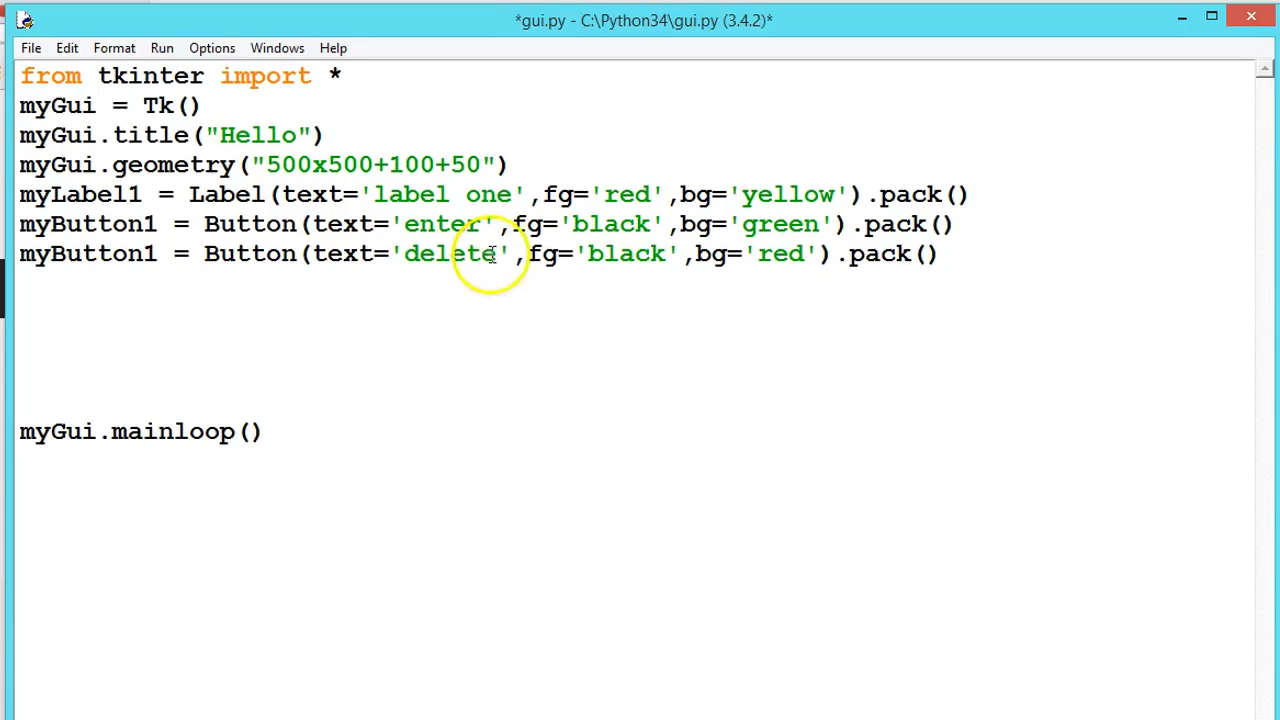 *gui.py - C:\Python34\gui.py (3.4.2)*
File Edit Format Run Options Windows Help
from tkinter import *
myGui = Tk()
myGui.title("Hello")
myGui.geometry("500x500+100+50")
myLabel1 = Label(text='label one',fg='red',bg='yellow').pack()
myButton1 = Button(text='enter',fg='black',bg='green').pack()
myButton1 = Button(text='delete',fg='black',bg='red').pack()
myGui.mainloop()